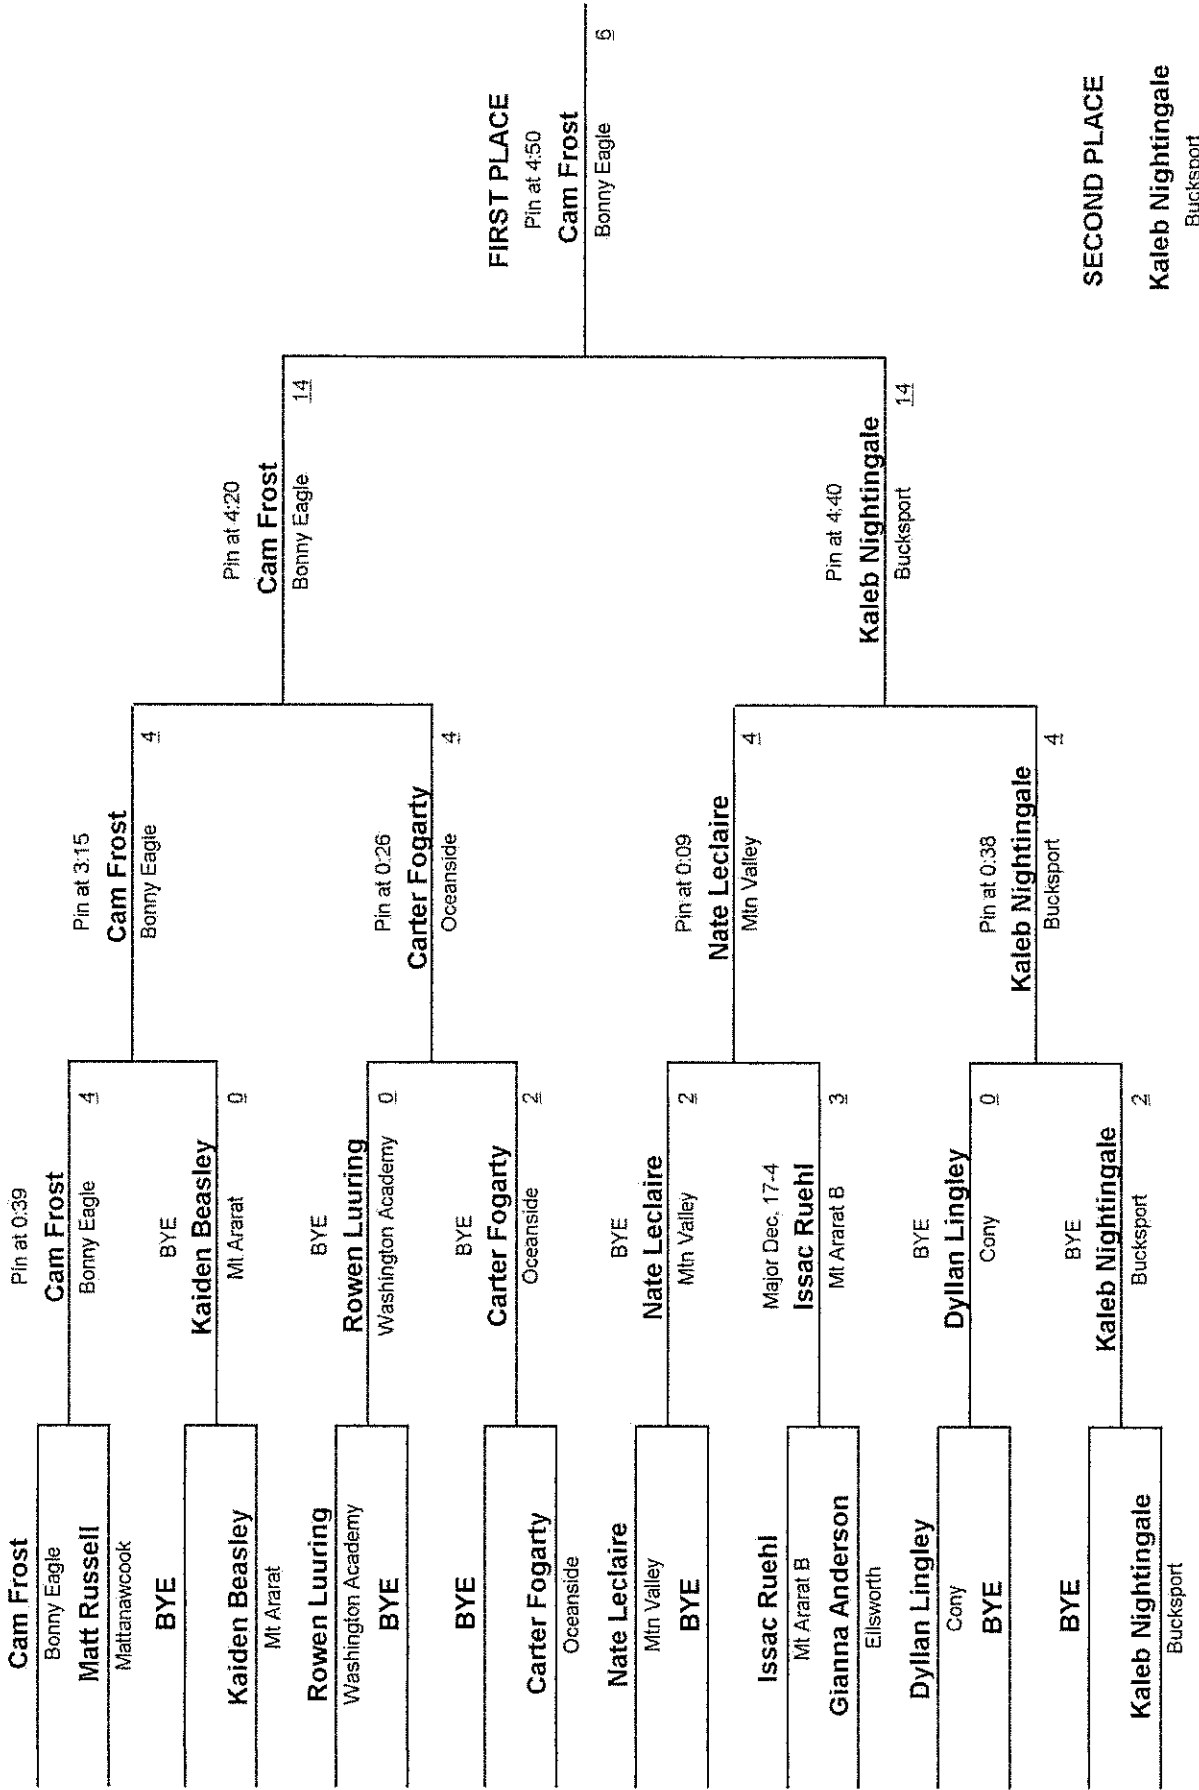 Cam Frost
Bonny Eagle
Matt Russell
Mattanawcook
BYE
Kaiden Beasley
Mt Ararat
Rowen Luuring
Washington Academy
BYE
BYE
Carter Fogarty
Oceanside
Nate Leclaire
Mtn Valley
BYE
Issac Ruehl
Mt Ararat B
Gianna Anderson
Ellsworth
Dyllan Lingley
Cony
BYE
BYE
Kaleb Nightingale
Bucksport
Pin at 0:39
Cam Frost
Bonny Eagle
4
BYE
Kaiden Beasley
Mt Ararat
0
BYE
Rowen Luuring
Washington Academy
0
BYE
Carter Fogarty
Oceanside
2
BYE
Nate Leclaire
Mtn Valley
2
Major Dec, 17-4
Issac Ruehl
Mt Ararat B
3
BYE
Dyllan Lingley
Cony
0
BYE
Kaleb Nightingale
Bucksport
2
Pin at 3:15
Cam Frost
Bonny Eagle
4
Pin at 0:26
Carter Fogarty
Oceanside
4
Pin at 0:09
Nate Leclaire
Mtn Valley
4
Pin at 0:38
Kaleb Nightingale
Bucksport
4
Pin at 4:20
Cam Frost
Bonny Eagle
14
Pin at 4:40
Kaleb Nightingale
Bucksport
14
FIRST PLACE
Pin at 4:50
Cam Frost
Bonny Eagle
6
SECOND PLACE
Kaleb Nightingale
Bucksport